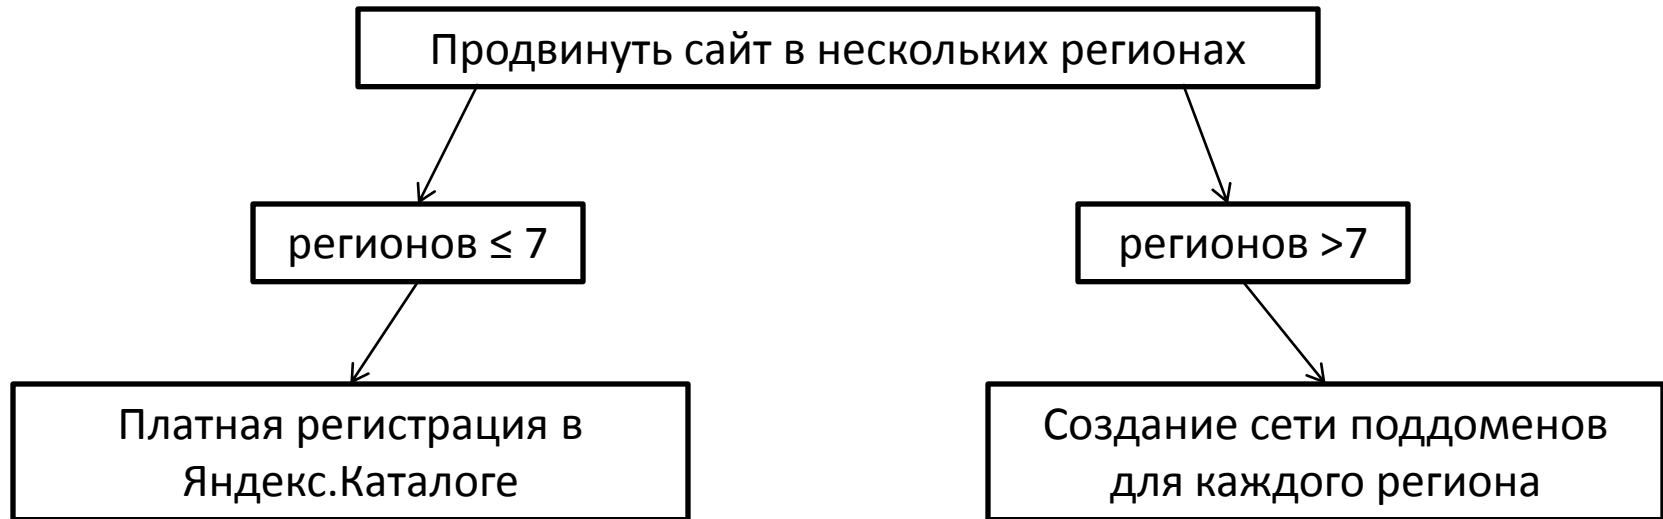 Продвинуть сайт в нескольких регионах
регионов ≤ 7
регионов >7
Платная регистрация в
Яндекс.Каталоге
Создание сети поддоменов
для каждого региона